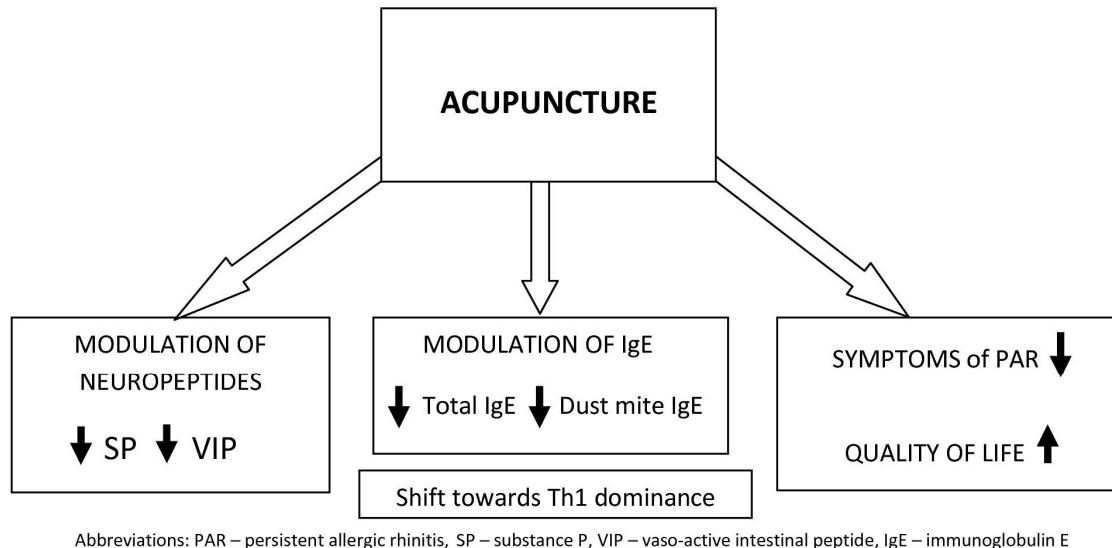 ACUPUNCTURE
MODULATION OF
NEUROPEPTIDES
SP VIP
MODULATION OF IgE
Total IgE Dust mite IgE
Shift towards Th1 dominance
SYMPTOMS of PAR
QUALITY OF LIFE
Abbreviations: PAR – persistent allergic rhinitis, SP – substance P, VIP – vaso-active intestinal peptide, IgE – immunoglobulin E